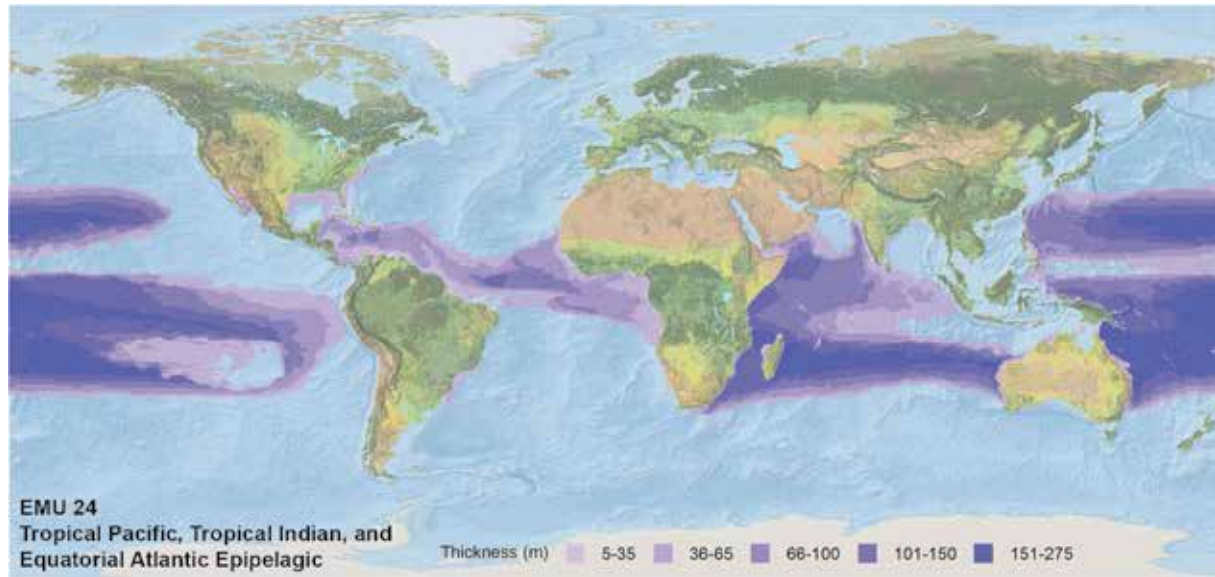 EMU 24
Tropical Pacific, Tropical Indian, and
Equatorial Atlantic Epipelagic
Thickness (m) 5-35 36-65 66-100 101-150 151-275